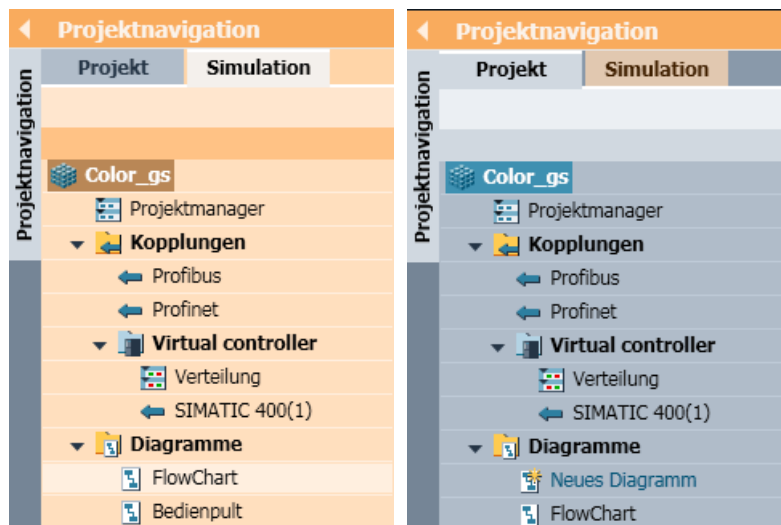 Projektnavigation
Projekt Simulation
Projektnavigation
Color_gs
Projektmanager
Kopplungen
Profibus
Profinet
Virtual controller
Verteilung
SIMATIC 400(1)
Diagramme
FlowChart
Bedienpult
Projektnavigation
Projekt Simulation
Projektnavigation
Color_gs
Projektmanager
Kopplungen
Profibus
Profinet
Virtual controller
Verteilung
SIMATIC 400(1)
Diagramme
Neues Diagramm
FlowChart